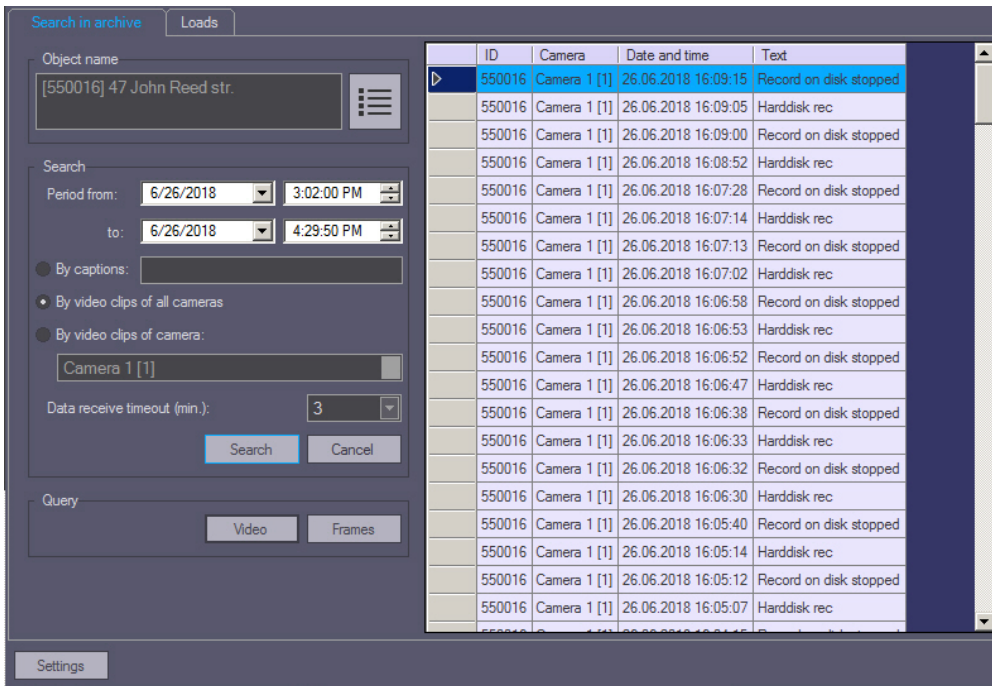 Search in archive Loads
Object name
[550016] 47 John Reed str.
Search
Period from: 6/26/2018 3:02:00 PM
to: 6/26/2018 4:29:50 PM
By captions:
By video clips of all cameras
By video clips of camera:
Camera 1 [1]
Data receive timeout (min.): 3
Search Cancel
Query
Video Frames
ID Camera Date and time Text
550016 Camera 1 [1] 26.06.2018 16:09:15 Record on disk stopped
550016 Camera 1 [1] 26.06.2018 16:09:05 Harddisk rec
550016 Camera 1 [1] 26.06.2018 16:09:00 Record on disk stopped
550016 Camera 1 [1] 26.06.2018 16:08:52 Harddisk rec
550016 Camera 1 [1] 26.06.2018 16:07:28 Record on disk stopped
550016 Camera 1 [1] 26.06.2018 16:07:14 Harddisk rec
550016 Camera 1 [1] 26.06.2018 16:07:13 Record on disk stopped
550016 Camera 1 [1] 26.06.2018 16:07:02 Harddisk rec
550016 Camera 1 [1] 26.06.2018 16:06:58 Record on disk stopped
550016 Camera 1 [1] 26.06.2018 16:06:53 Harddisk rec
550016 Camera 1 [1] 26.06.2018 16:06:52 Record on disk stopped
550016 Camera 1 [1] 26.06.2018 16:06:47 Harddisk rec
550016 Camera 1 [1] 26.06.2018 16:06:38 Record on disk stopped
550016 Camera 1 [1] 26.06.2018 16:06:33 Harddisk rec
550016 Camera 1 [1] 26.06.2018 16:06:32 Record on disk stopped
550016 Camera 1 [1] 26.06.2018 16:06:30 Harddisk rec
550016 Camera 1 [1] 26.06.2018 16:05:40 Record on disk stopped
550016 Camera 1 [1] 26.06.2018 16:05:14 Harddisk rec
550016 Camera 1 [1] 26.06.2018 16:05:12 Record on disk stopped
550016 Camera 1 [1] 26.06.2018 16:05:07 Harddisk rec
Settings